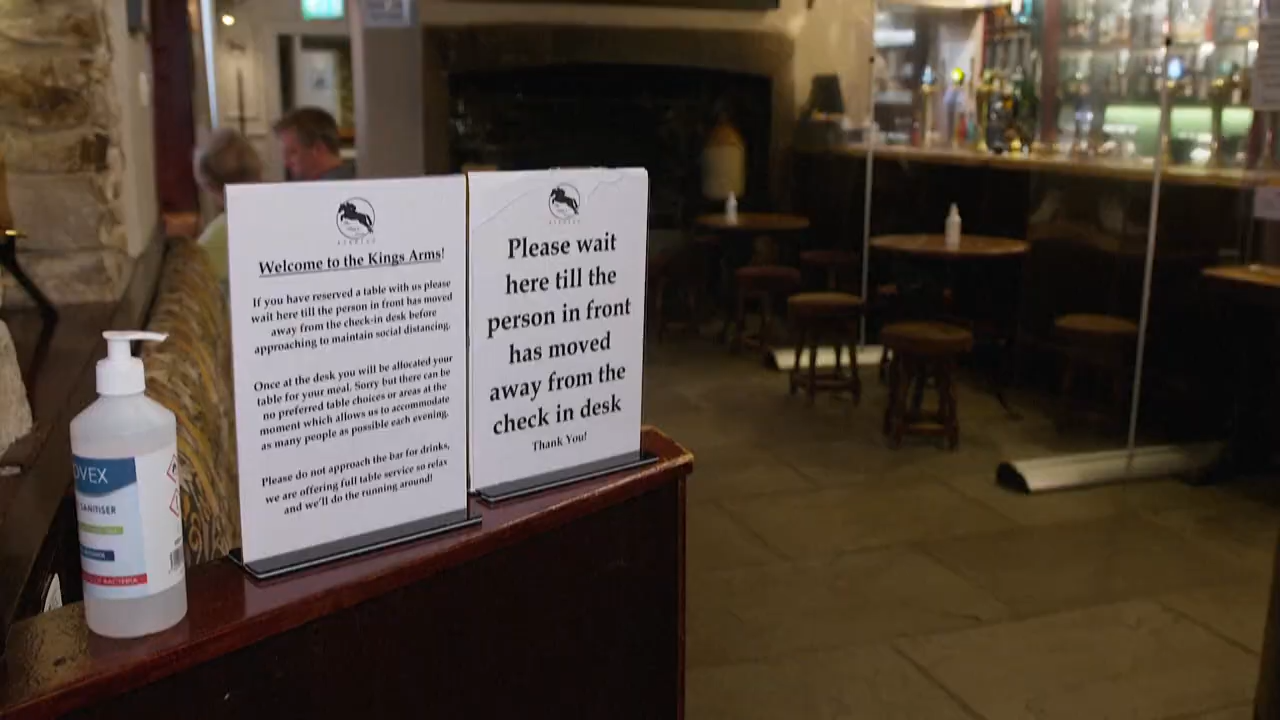 Welcome to the Kings Arms!
If you have reserved a table with us please
wait here till the person in front has moved
away from the check-in desk before
approaching to maintain social distancing.
Once at the desk you will be allocated your
table for your meal. Sorry but there can be
no preferred table choices or areas at the
moment which allows us to accommodate
as many people as possible each evening.
Please do not approach the bar for drinks,
we are offering full table service so relax
and we'll do the running around!
Please wait
here till the
person in front
has moved
away from the
check in desk
Thank You!
OVEX
SANITISER
BACTERIA